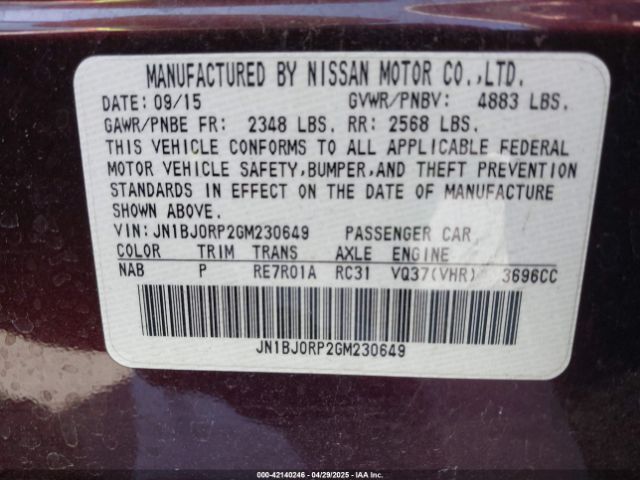 MANUFACTURED BY NISSAN MOTOR CO.,LTD.
DATE: 09/15 GVWR/PNBV: 4883 LBS.
GAWR/PNBE FR: 2348 LBS. RR: 2568 LBS.
THIS VEHICLE CONFORMS TO ALL APPLICABLE FEDERAL
MOTOR VEHICLE SAFETY,BUMPER,AND THEFT PREVENTION
STANDARDS IN EFFECT ON THE DATE OF MANUFACTURE
SHOWN ABOVE.
VIN: JN1BJ0RP2GM230649 PASSENGER CAR,
COLOR TRIM TRANS AXLE ENGINE
NAB P RE7R01A RC31 VQ37(VHR) 3696CC
JN1BJ0RP2GM230649
000-42140246 04/29/2025 IAAI.COM